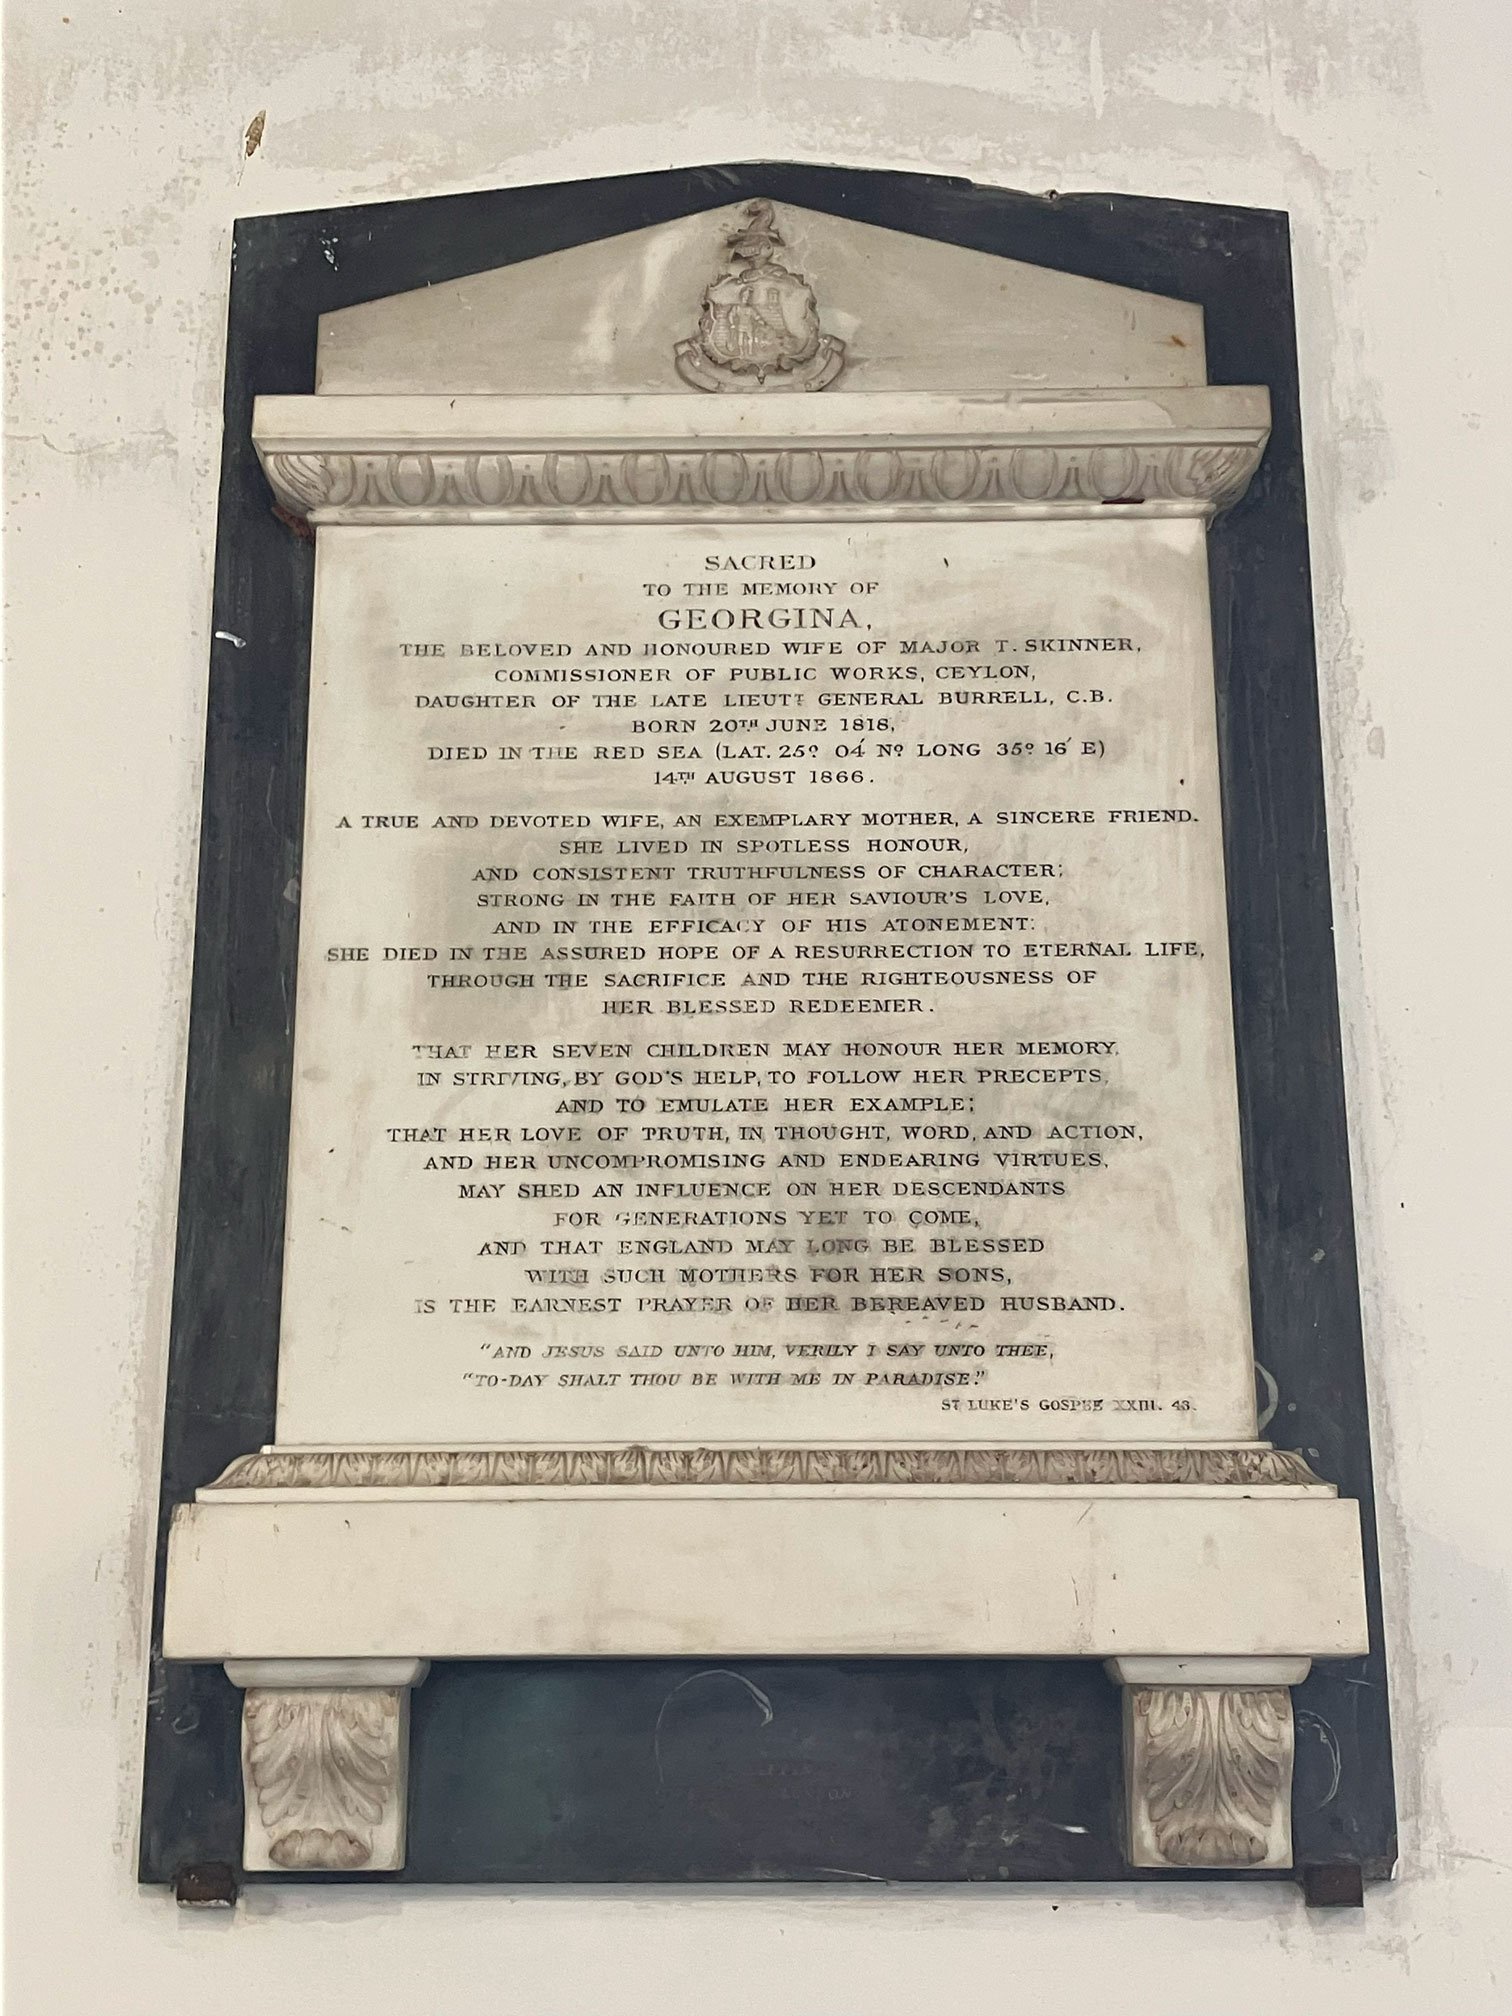 SACRED
TO THE MEMORY OF
GEORGINA,
THE BELOVED AND HONOURED WIFE OF MAJOR T. SKINNER,
COMMISSIONER OF PUBLIC WORKS, CEYLON,
DAUGHTER OF THE LATE LIEUTT GENERAL BURRELL, C.B.
BORN 20TH JUNE 1818,
DIED IN THE RED SEA (LAT. 25º 04′ Nº LONG 35º 16′ E)
14TH AUGUST 1866.
A TRUE AND DEVOTED WIFE, AN EXEMPLARY MOTHER, A SINCERE FRIEND.
SHE LIVED IN SPOTLESS HONOUR,
AND CONSISTENT TRUTHFULNESS OF CHARACTER;
STRONG IN THE FAITH OF HER SAVIOUR'S LOVE,
AND IN THE EFFICACY OF HIS ATONEMENT:
SHE DIED IN THE ASSURED HOPE OF A RESURRECTION TO ETERNAL LIFE,
THROUGH THE SACRIFICE AND THE RIGHTEOUSNESS OF
HER BLESSED REDEEMER.
THAT HER SEVEN CHILDREN MAY HONOUR HER MEMORY,
IN STRIVING, BY GOD'S HELP, TO FOLLOW HER PRECEPTS,
AND TO EMULATE HER EXAMPLE;
THAT HER LOVE OF TRUTH, IN THOUGHT, WORD, AND ACTION,
AND HER UNCOMPROMISING AND ENDEARING VIRTUES,
MAY SHED AN INFLUENCE ON HER DESCENDANTS
FOR GENERATIONS YET TO COME,
AND THAT ENGLAND MAY LONG BE BLESSED
WITH SUCH MOTHERS FOR HER SONS,
IS THE EARNEST PRAYER OF HER BEREAVED HUSBAND.
"AND JESUS SAID UNTO HIM, VERILY I SAY UNTO THEE,
"TO-DAY SHALT THOU BE WITH ME IN PARADISE."
ST LUKE'S GOSPEL XXIII. 43.